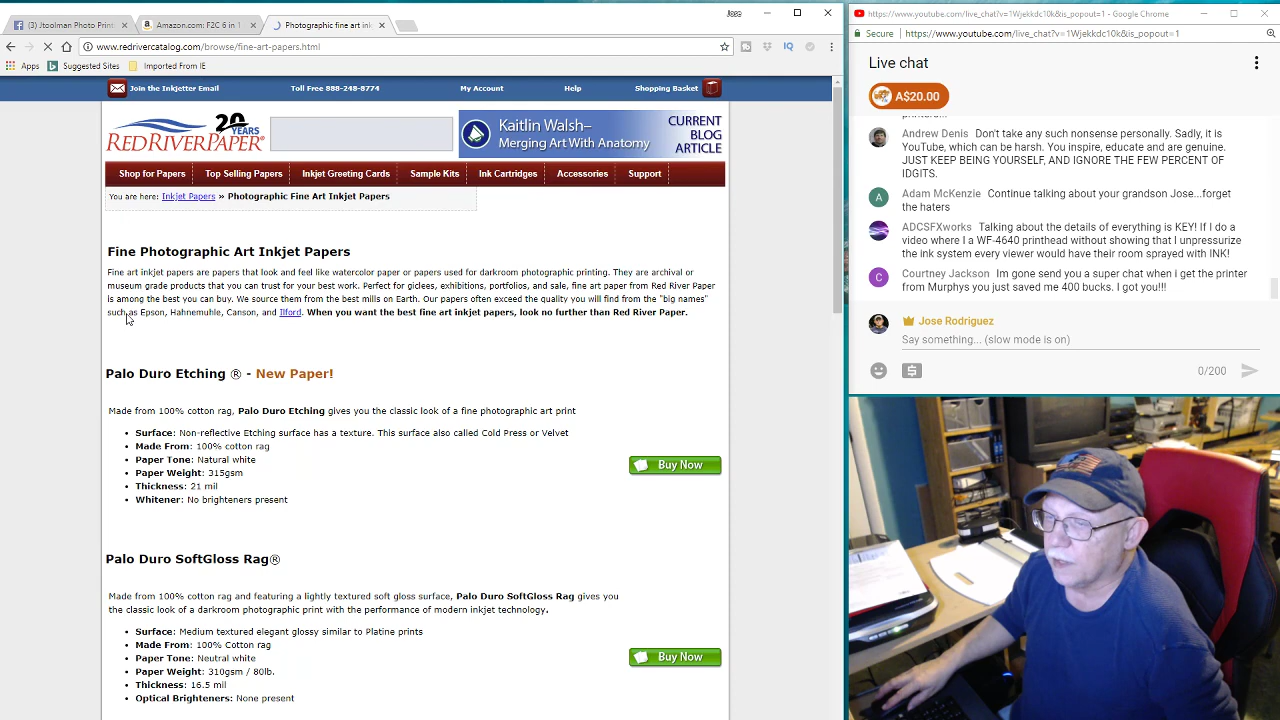 (3) Jtoolman Photo Print
Amazon.com: F2C 6 in 1
Photographic fine art in
Jose
www.redrivercatalog.com/browse/fine-art-papers.html
Apps
Suggested Sites
Imported From IE
Join the Inkjetter Email
Toll Free 888-248-8774
My Account
Help
Shopping Basket
20
YEARS
REDRIVERPAPER
Kaitlin Walsh–
Merging Art With Anatomy
CURRENT
BLOG
ARTICLE
Shop for Papers
Top Selling Papers
Inkjet Greeting Cards
Sample Kits
Ink Cartridges
Accessories
Support
You are here: Inkjet Papers » Photographic Fine Art Inkjet Papers
Fine Photographic Art Inkjet Papers
Fine art inkjet papers are papers that look and feel like watercolor paper or papers used for darkroom photographic printing. They are archival or
museum grade products that you can trust for your best work. Perfect for giclees, exhibitions, portfolios, and sale, fine art paper from Red River Paper
is among the best you can buy. We source them from the best mills on Earth. Our papers often exceed the quality you will find from the "big names"
such as Epson, Hahnemuhle, Canson, and Ilford. When you want the best fine art inkjet papers, look no further than Red River Paper.
Palo Duro Etching ® - New Paper!
Made from 100% cotton rag, Palo Duro Etching gives you the classic look of a fine photographic art print
Surface: Non-reflective Etching surface has a texture. This surface also called Cold Press or Velvet
Made From: 100% cotton rag
Paper Tone: Natural white
Paper Weight: 315gsm
Thickness: 21 mil
Whitener: No brighteners present
Buy Now
Palo Duro SoftGloss Rag®
Made from 100% cotton rag and featuring a lightly textured soft gloss surface, Palo Duro SoftGloss Rag gives you
the classic look of a darkroom photographic print with the performance of modern inkjet technology.
Surface: Medium textured elegant glossy similar to Platine prints
Made From: 100% Cotton rag
Paper Tone: Neutral white
Paper Weight: 310gsm / 80lb.
Thickness: 16.5 mil
Optical Brighteners: None present
Buy Now
https://www.youtube.com/live_chat?v=1Wjekkdc10k&is_popout=1 - Google Chrome
Secure
https://www.youtube.com/live_chat?v=1Wjekkdc10k&is_popout=1
Live chat
A$20.00
Andrew Denis Don't take any such nonsense personally. Sadly, it is
YouTube, which can be harsh. You inspire, educate and are genuine.
JUST KEEP BEING YOURSELF, AND IGNORE THE FEW PERCENT OF
IDGITS.
A
Adam McKenzie Continue talking about your grandson Jose...forget
the haters
ADCSFXworks Talking about the details of everything is KEY! If I do a
video where I a WF-4640 printhead without showing that I unpressurize
the ink system every viewer would have their room sprayed with INK!
C
Courtney Jackson Im gone send you a super chat when I get the printer
from Murphys you just saved me 400 bucks. I got you!!!
Jose Rodriguez
Say something... (slow mode is on)
0/200